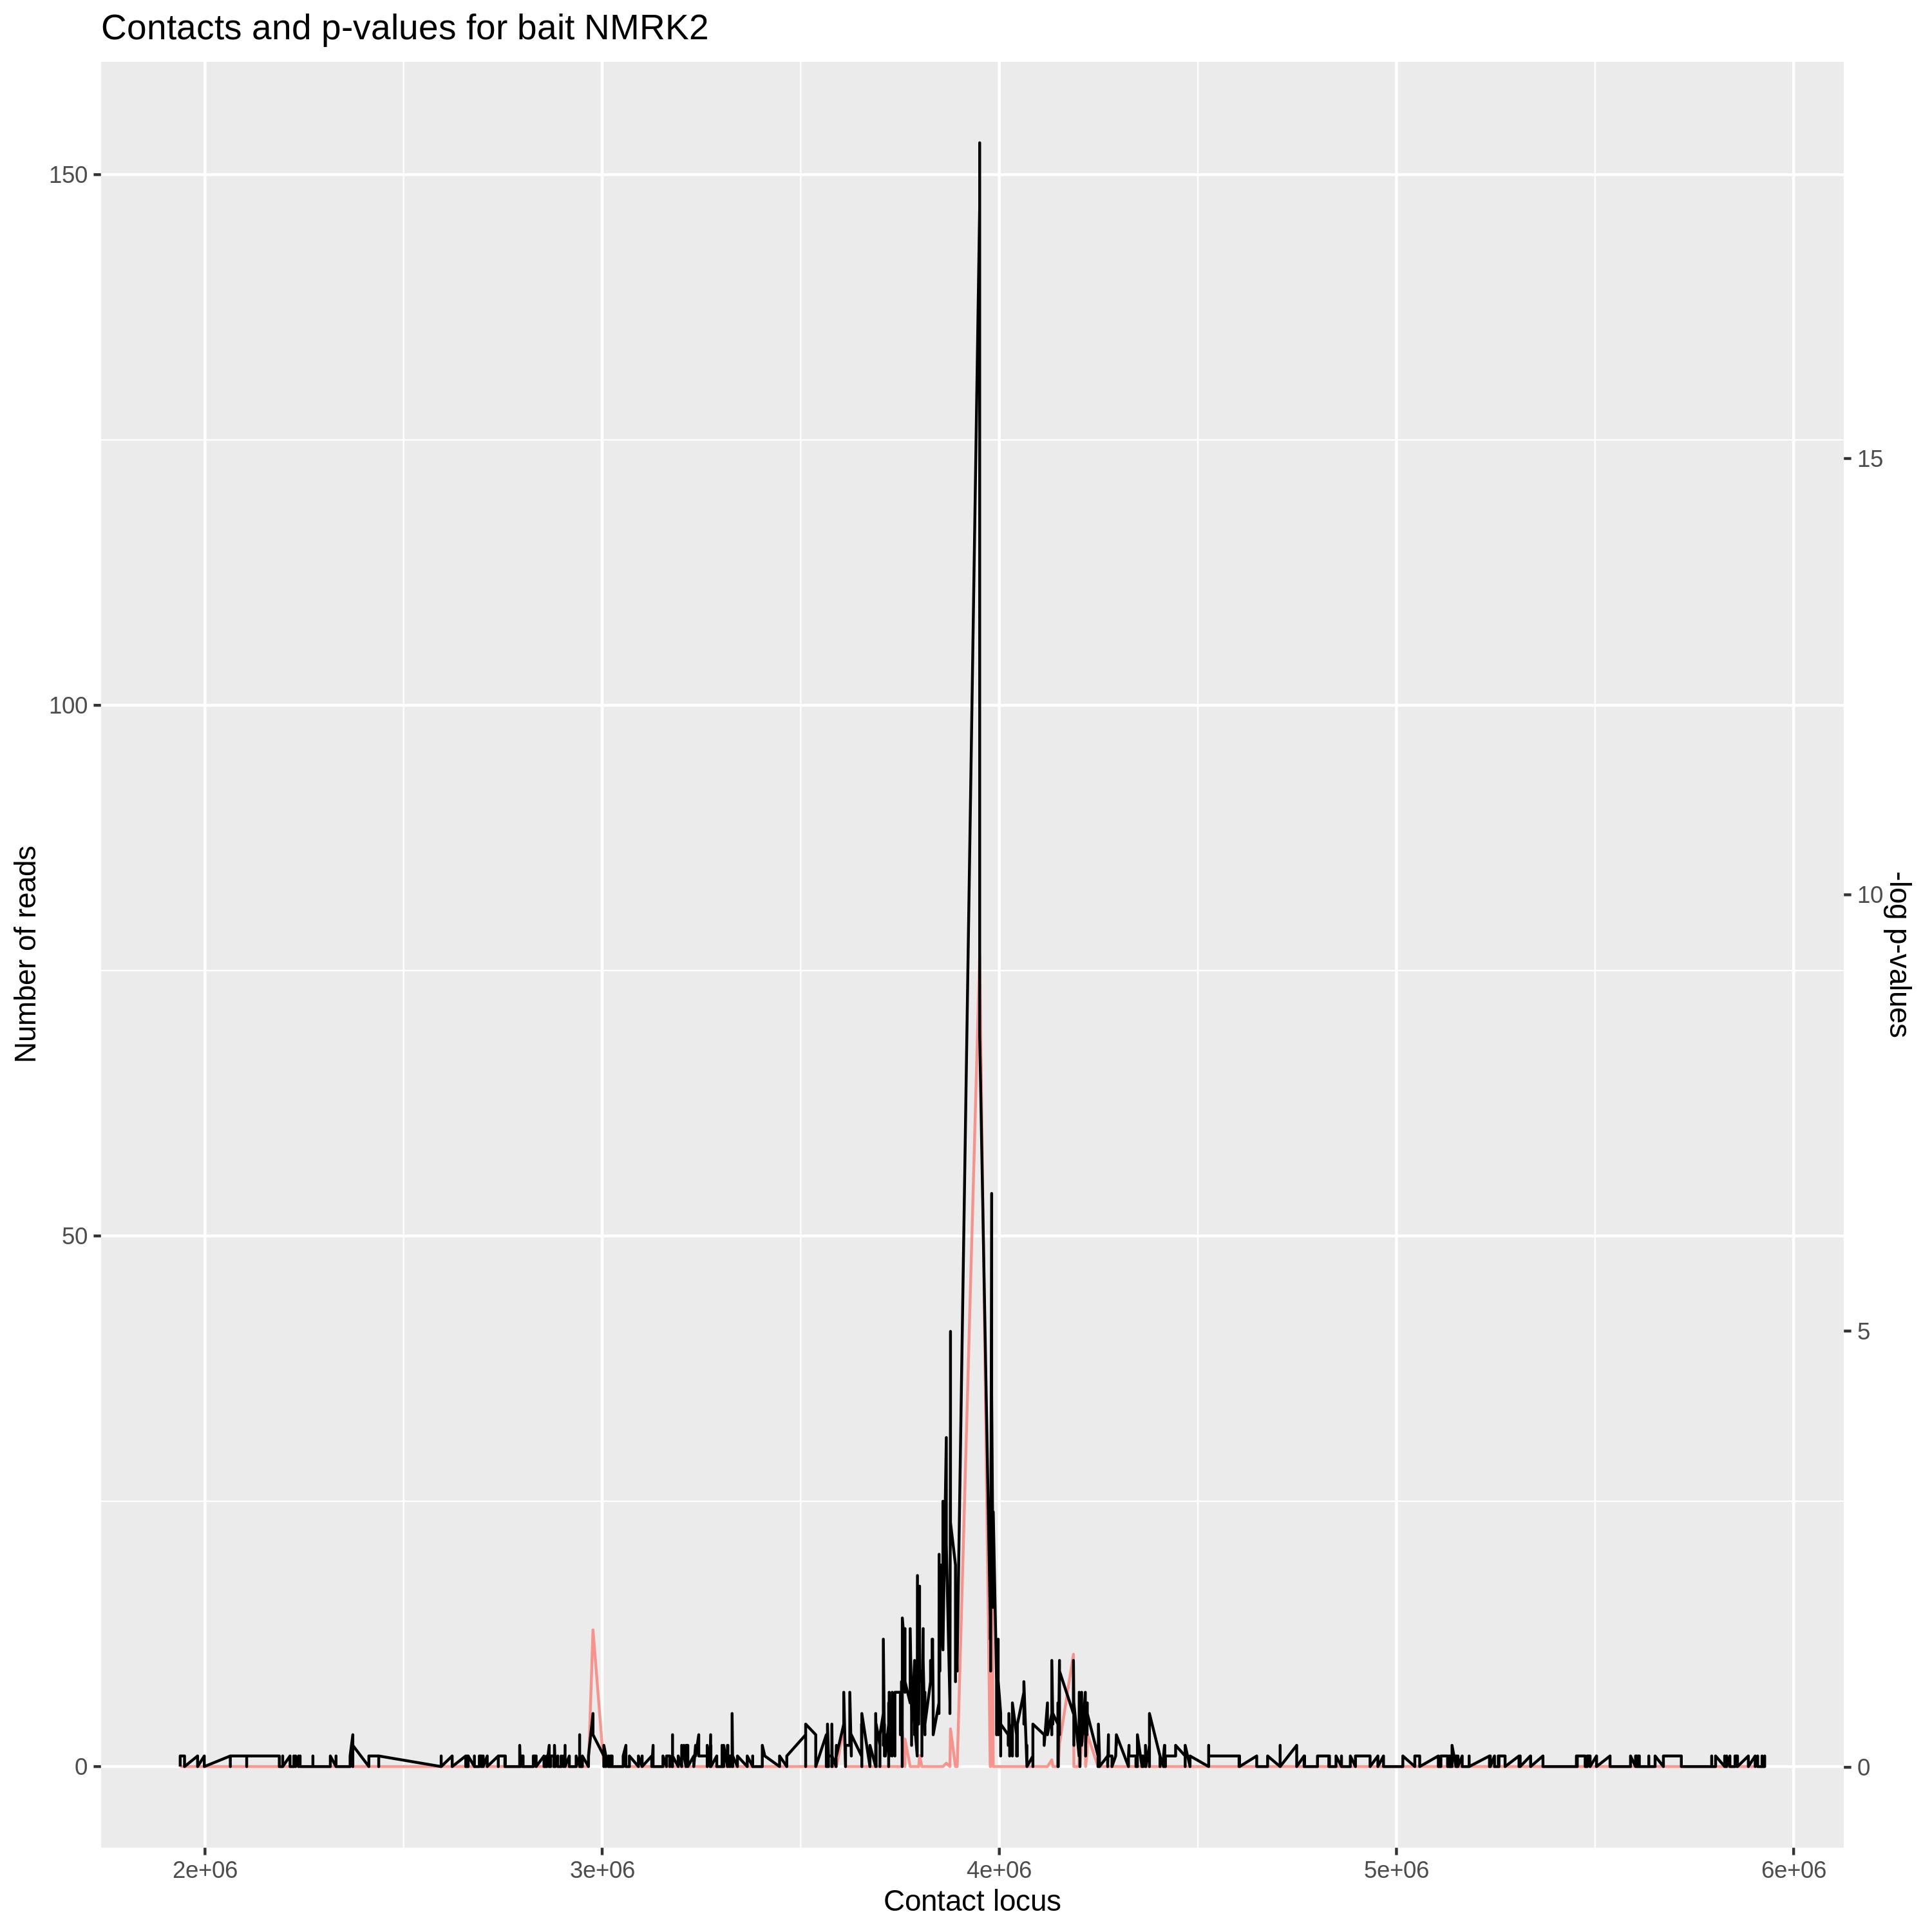 Contacts and p-values for bait NMRK2
150
100
50
0
Number of reads
15
10
5
0
-log p-values
2e+06
3e+06
4e+06
5e+06
6e+06
Contact locus